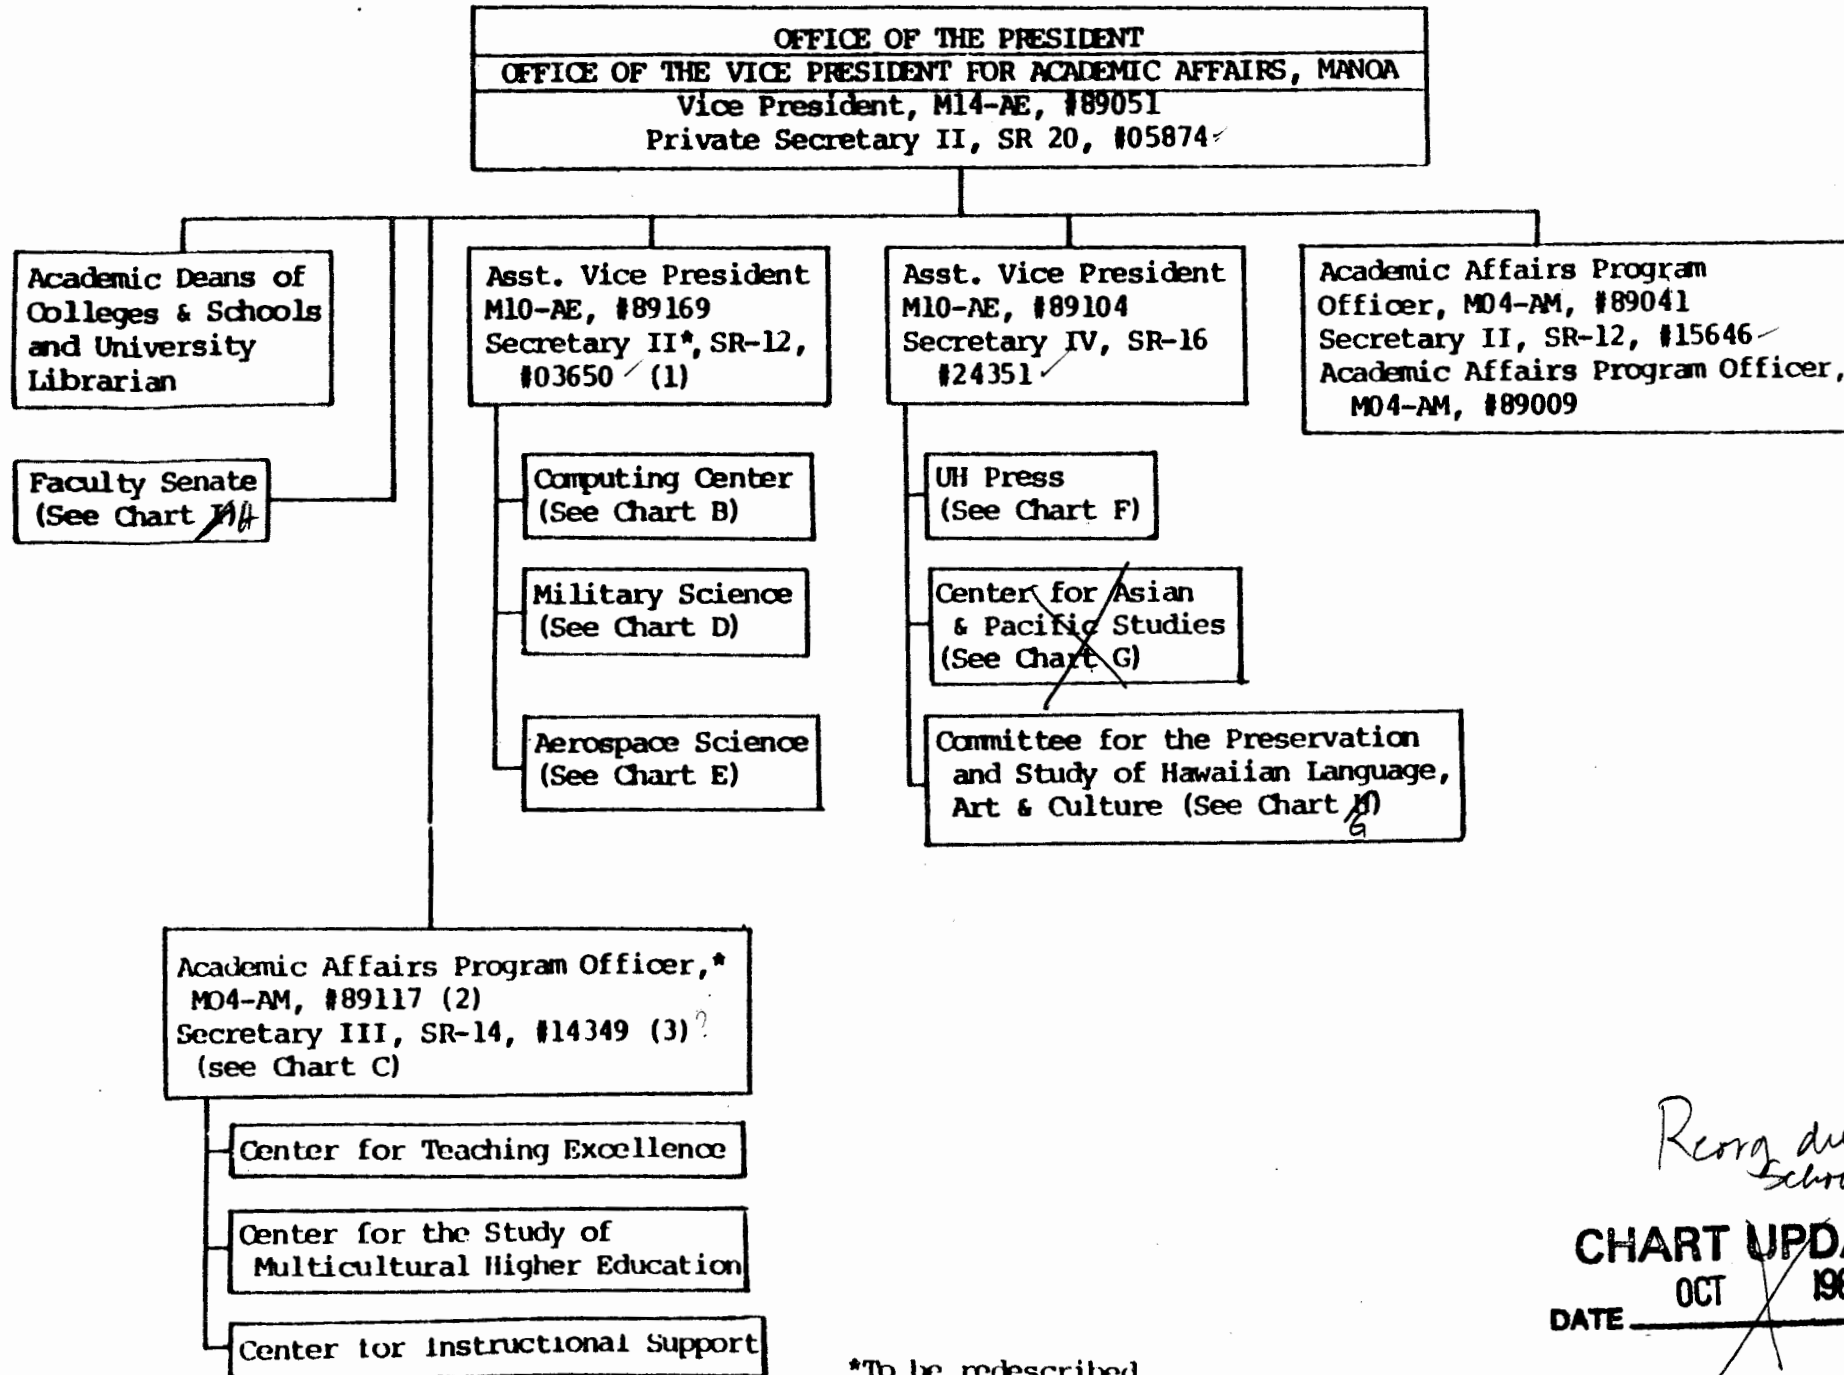 OFFICE OF THE PRESIDENT
OFFICE OF THE VICE PRESIDENT FOR ACADEMIC AFFAIRS, MANOA
Vice President, M14-AE, #89051
Private Secretary II, SR 20, #05874
Academic Deans of
Colleges & Schools
and University
Librarian
Faculty Senate
(See Chart H
Asst. Vice President
M10-AE, #89169
Secretary II*, SR-12,
#03650 (1)
Computing Center
(See Chart B)
Military Science
(See Chart D)
Aerospace Science
(See Chart E)
Asst. Vice President
M10-AE, #89104
Secretary IV, SR-16
#24351
UH Press
(See Chart F)
Center for Asian
& Pacific Studies
(See Chart G)
Committee for the Preservation
and Study of Hawaiian Language,
Art & Culture (See Chart H)
G
Academic Affairs Program
Officer, M04-AM, #89041
Secretary II, SR-12, #15646
Academic Affairs Program Officer,
M04-AM, #89009
Academic Affairs Program Officer,*
M04-AM, #89117 (2)
Secretary III, SR-14, #14349 (3) ?
(see Chart C)
Center for Teaching Excellence
Center for the Study of
Multicultural Higher Education
Center for Instructional Support
*To be redescribed
Reorg
CHART
OCT
DATE